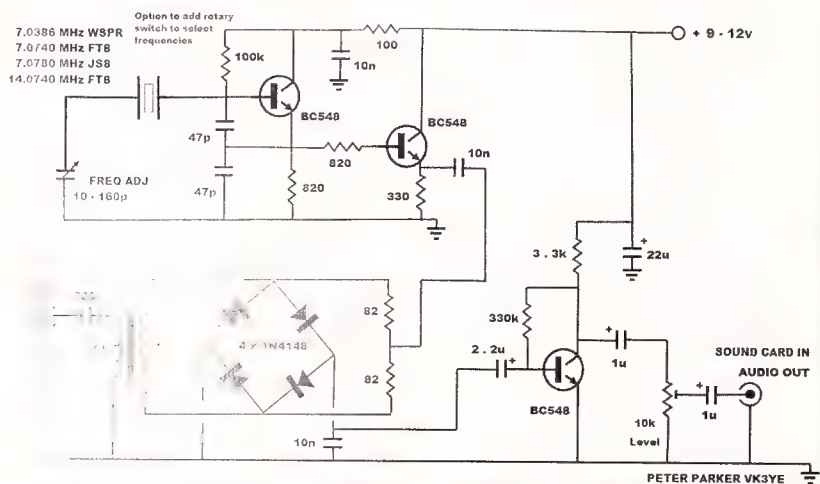 7.0386 MHz WSPR
7.0740 MHz FT8
7.0780 MHz JS8
14.0740 MHz FT8
Option to add rotary
switch to select
frequencies
100k
10n
100
+ 9 - 12v
BC548
BC548
47p
820
10n
FREQ ADJ
10 - 160p
47p
820
330
3.3k
+
22u
82
330k
4 x 1N4148
2.2u
+
+
1u
SOUND CARD IN
AUDIO OUT
82
BC548
+
1u
10k
Level
10n
PETER PARKER VK3YE